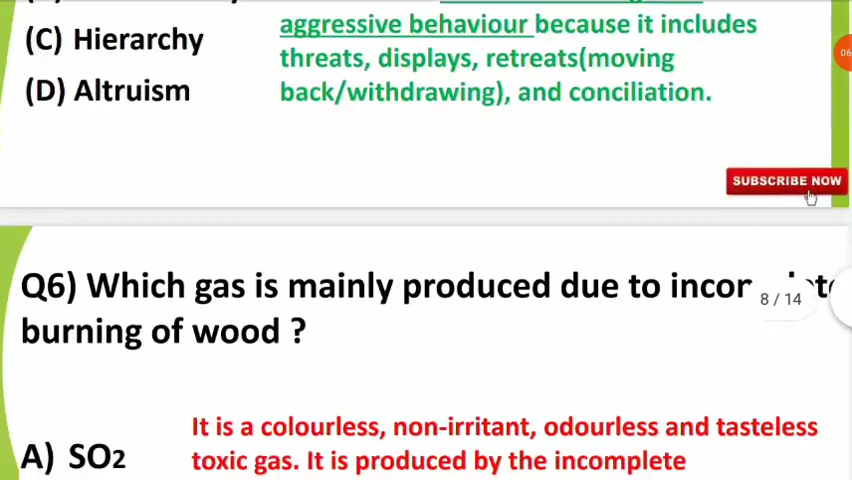 aggressive behaviour because it includes
(C) Hierarchy
threats, displays, retreats(moving
(D) Altruism
back/withdrawing), and conciliation.
06
SUBSCRIBE NOW
Q6) Which gas is mainly produced due to
8 / 14
burning of wood ?
It is a colourless, non-irritant, odourless and tasteless
A) SO2
toxic gas. It is produced by the incomplete